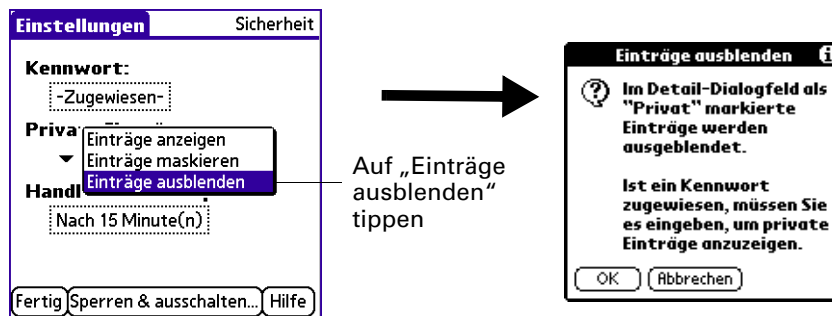 Einstellungen Sicherheit
Kennwort:
-Zugewiesen-
Einträge anzeigen
Einträge maskieren
Einträge ausblenden
Nach 15 Minute(n)
Fertig Sperren & ausschalten... Hilfe
Auf „Einträge
ausblenden“
tippen
Einträge ausblenden
Im Detail-Dialogfeld als
"Privat" markierte
Einträge werden
ausgeblendet.
Ist ein Kennwort
zugewiesen, müssen Sie
es eingeben, um private
Einträge anzuzeigen.
OK Abbrechen